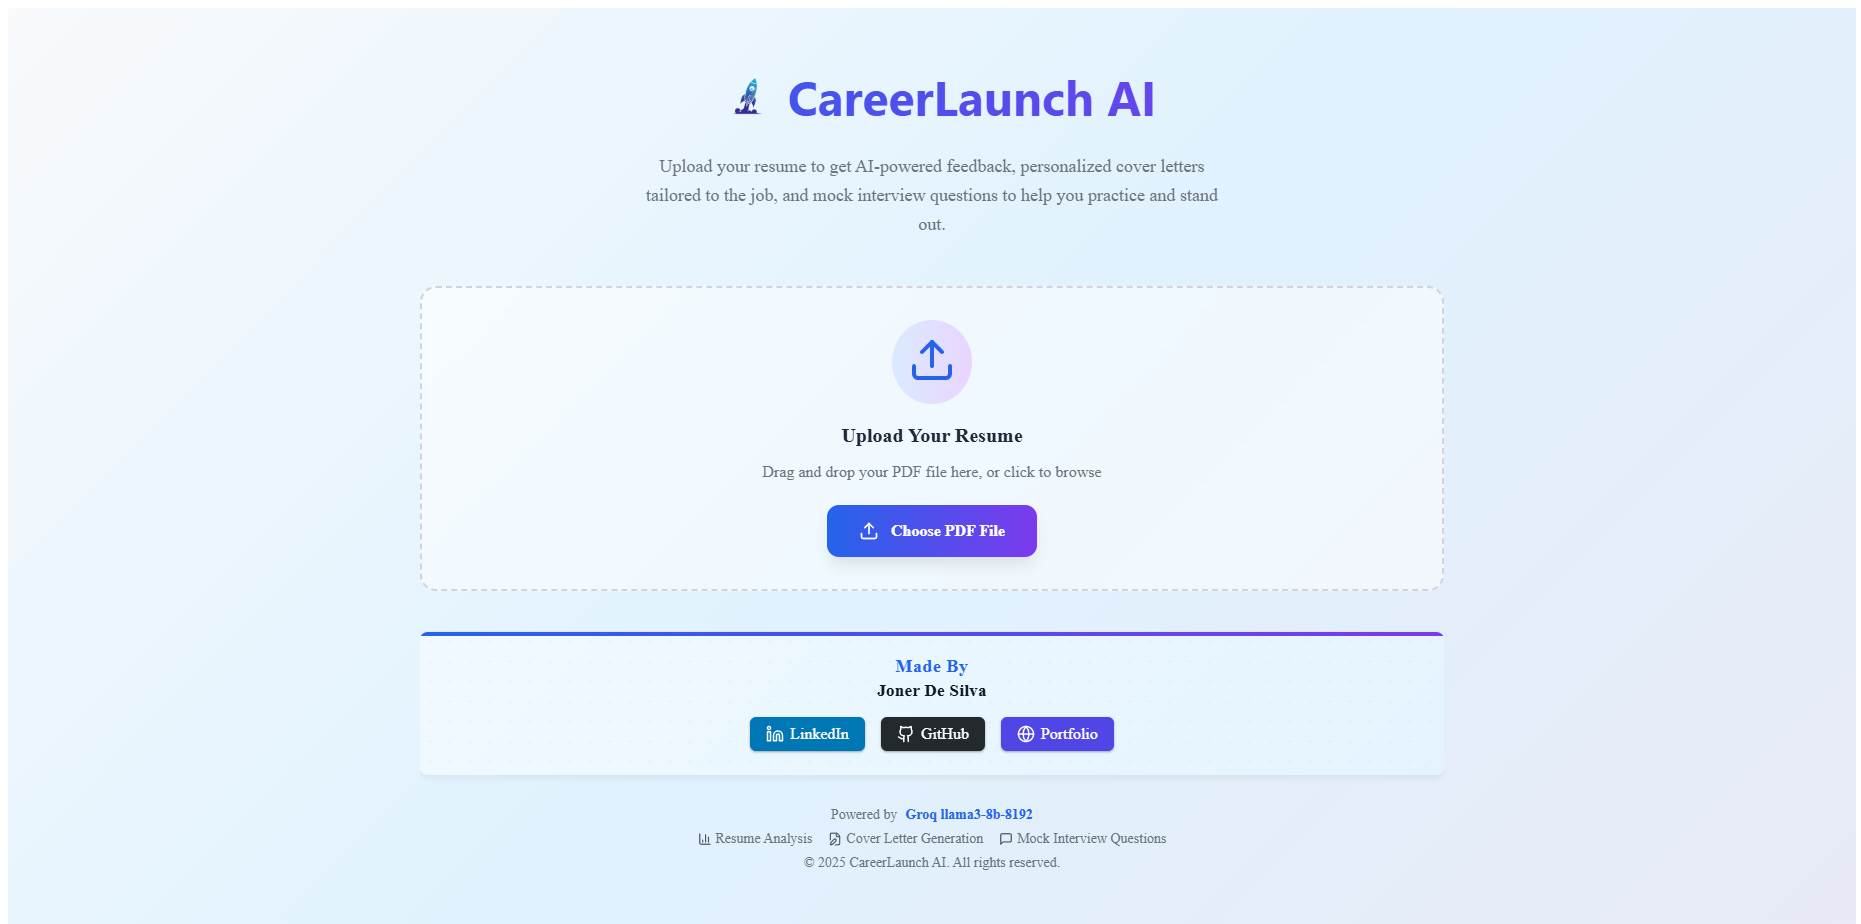 CareerLaunch AI
Upload your resume to get AI-powered feedback, personalized cover letters
tailored to the job, and mock interview questions to help you practice and stand
out.
Upload Your Resume
Drag and drop your PDF file here, or click to browse
Choose PDF File
Made By
Joner De Silva
LinkedIn GitHub Portfolio
Powered by Groq llama3-8b-8192
Resume Analysis Cover Letter Generation Mock Interview Questions
© 2025 CareerLaunch AI. All rights reserved.